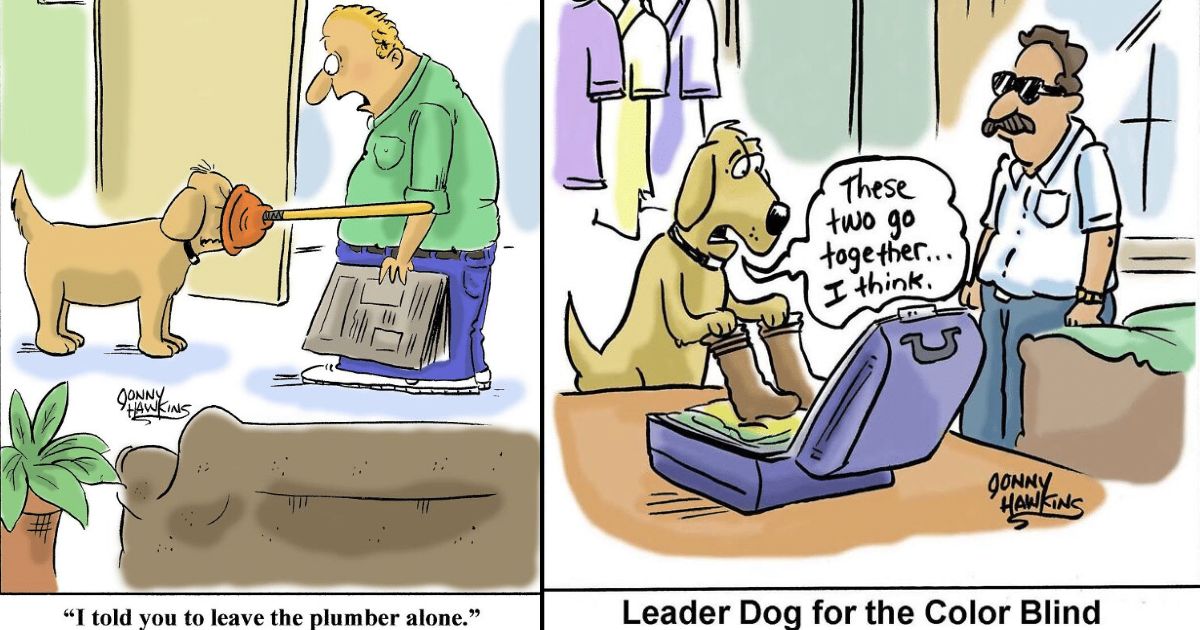 JONNY
HAWKINS
“I told you to leave the plumber alone.”
These
two go
together...
I think.
JONNY
HAWKINS
Leader Dog for the Color Blind